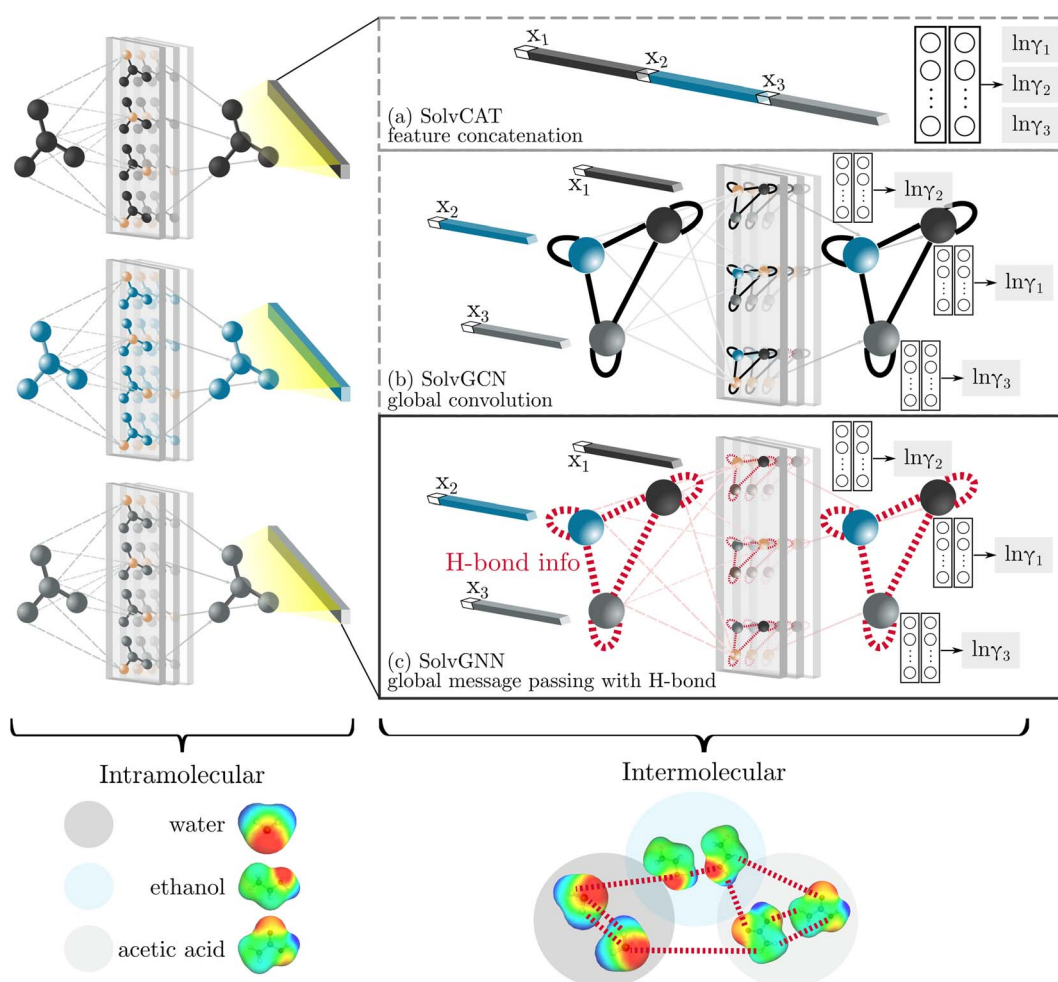 x₁
x₂
x₃
(a) SolvCAT
feature concatenation
lnγ₁
lnγ₂
lnγ₃
x₁
x₂
x₃
(b) SolvGCN
global convolution
lnγ₂
lnγ₁
lnγ₃
x₁
x₂
H-bond info
x₃
(c) SolvGNN
global message passing with H-bond
lnγ₂
lnγ₁
lnγ₃
Intramolecular
water
ethanol
acetic acid
Intermolecular